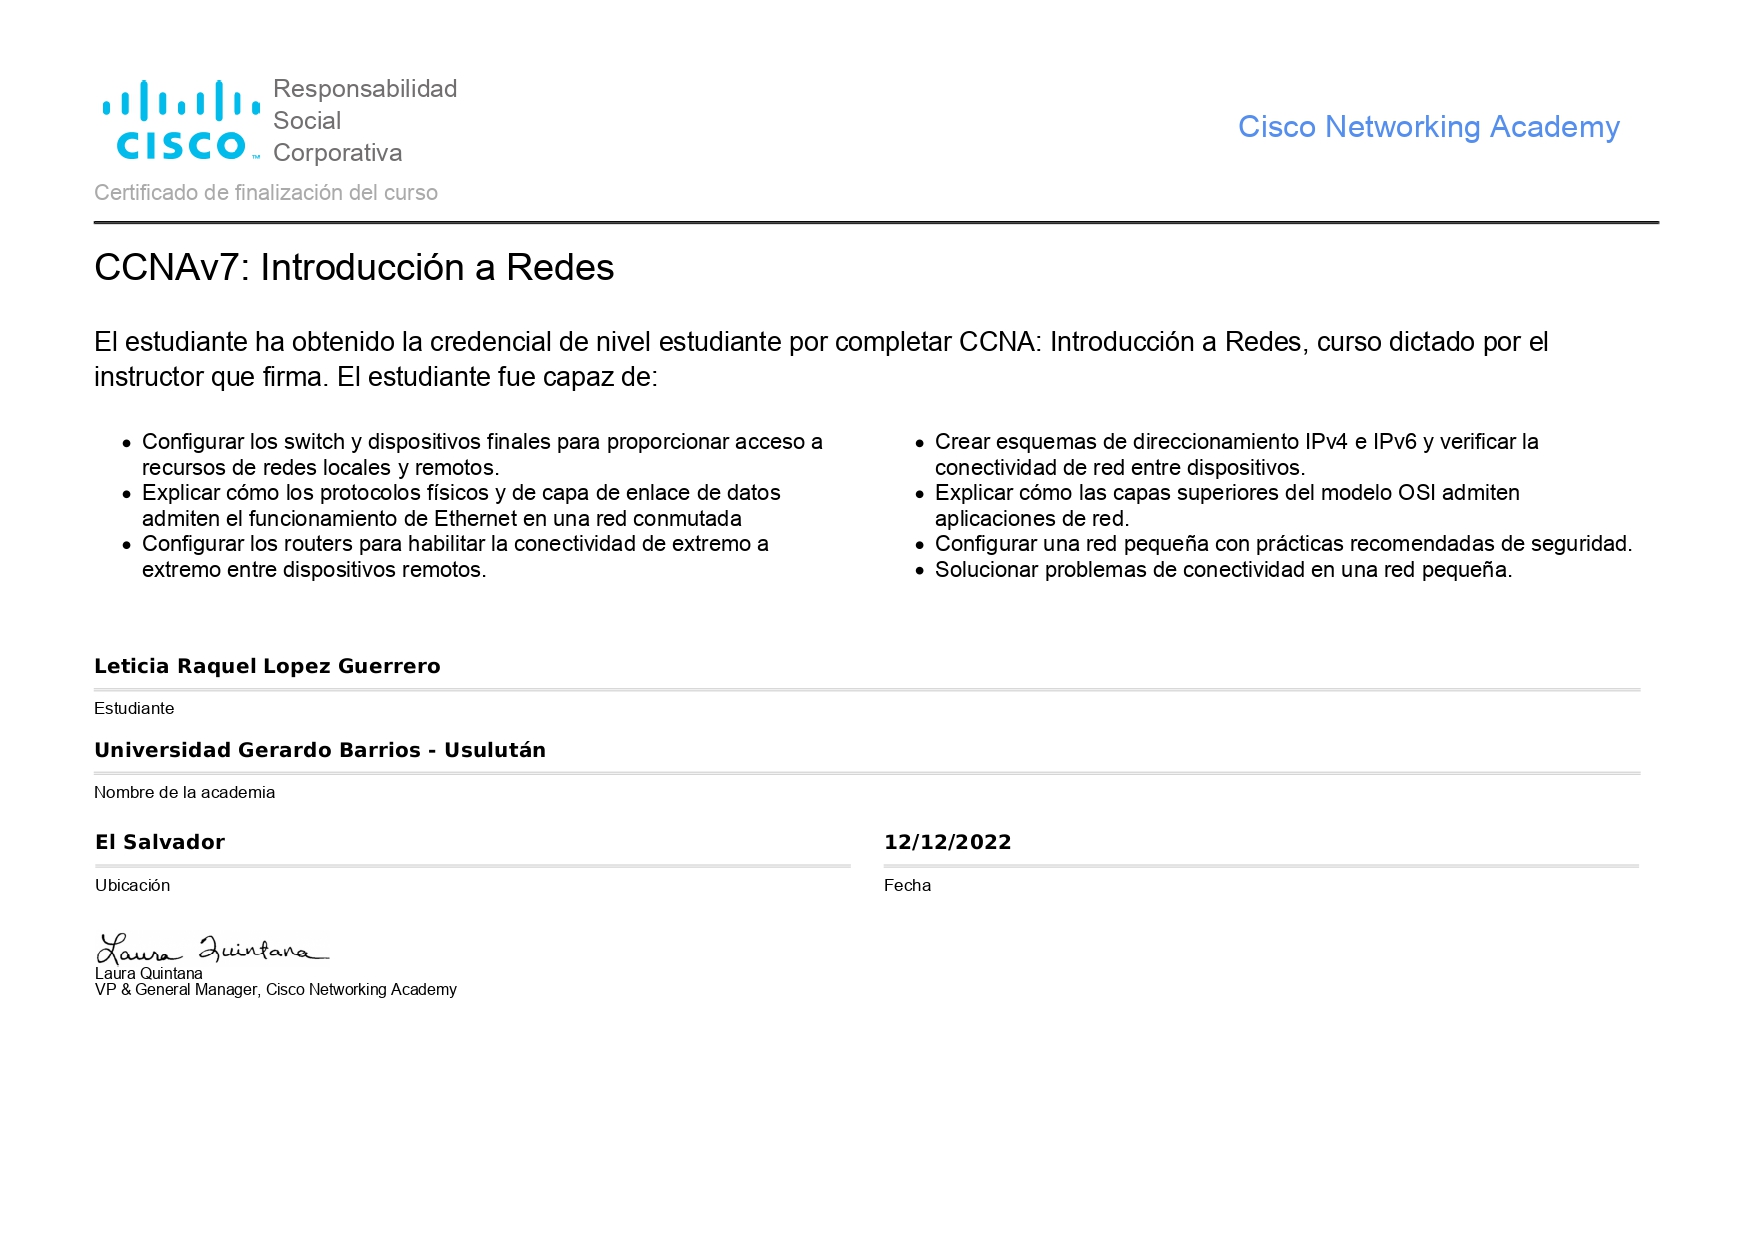 CISCO
TM
Responsabilidad
Social
Corporativa
Cisco Networking Academy
Certificado de finalización del curso
CCNAv7: Introducción a Redes
El estudiante ha obtenido la credencial de nivel estudiante por completar CCNA: Introducción a Redes, curso dictado por el
instructor que firma. El estudiante fue capaz de:
• Configurar los switch y dispositivos finales para proporcionar acceso a
recursos de redes locales y remotos.
• Explicar cómo los protocolos físicos y de capa de enlace de datos
admiten el funcionamiento de Ethernet en una red conmutada
• Configurar los routers para habilitar la conectividad de extremo a
extremo entre dispositivos remotos.
• Crear esquemas de direccionamiento IPv4 e IPv6 y verificar la
conectividad de red entre dispositivos.
• Explicar cómo las capas superiores del modelo OSI admiten
aplicaciones de red.
• Configurar una red pequeña con prácticas recomendadas de seguridad.
• Solucionar problemas de conectividad en una red pequeña.
Leticia Raquel Lopez Guerrero
Estudiante
Universidad Gerardo Barrios - Usulután
Nombre de la academia
El Salvador
Ubicación
12/12/2022
Fecha
Laura Quintana
Laura Quintana
VP & General Manager, Cisco Networking Academy